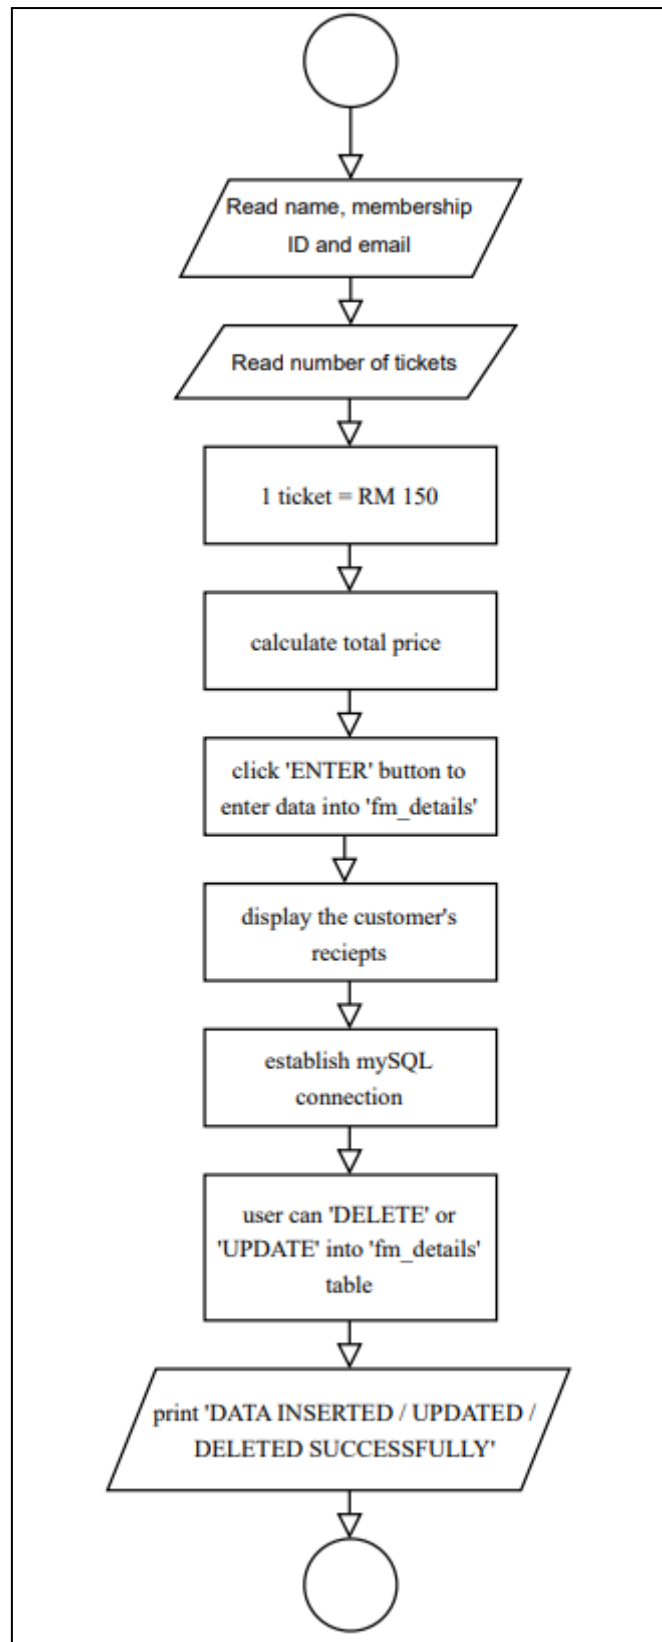 Read name, membership
ID and email
Read number of tickets
1 ticket = RM 150
calculate total price
click 'ENTER' button to
enter data into 'fm_details'
display the customer's
reciepts
establish mySQL
connection
user can 'DELETE' or
'UPDATE' into 'fm_details'
table
print 'DATA INSERTED / UPDATED /
DELETED SUCCESSFULLY'